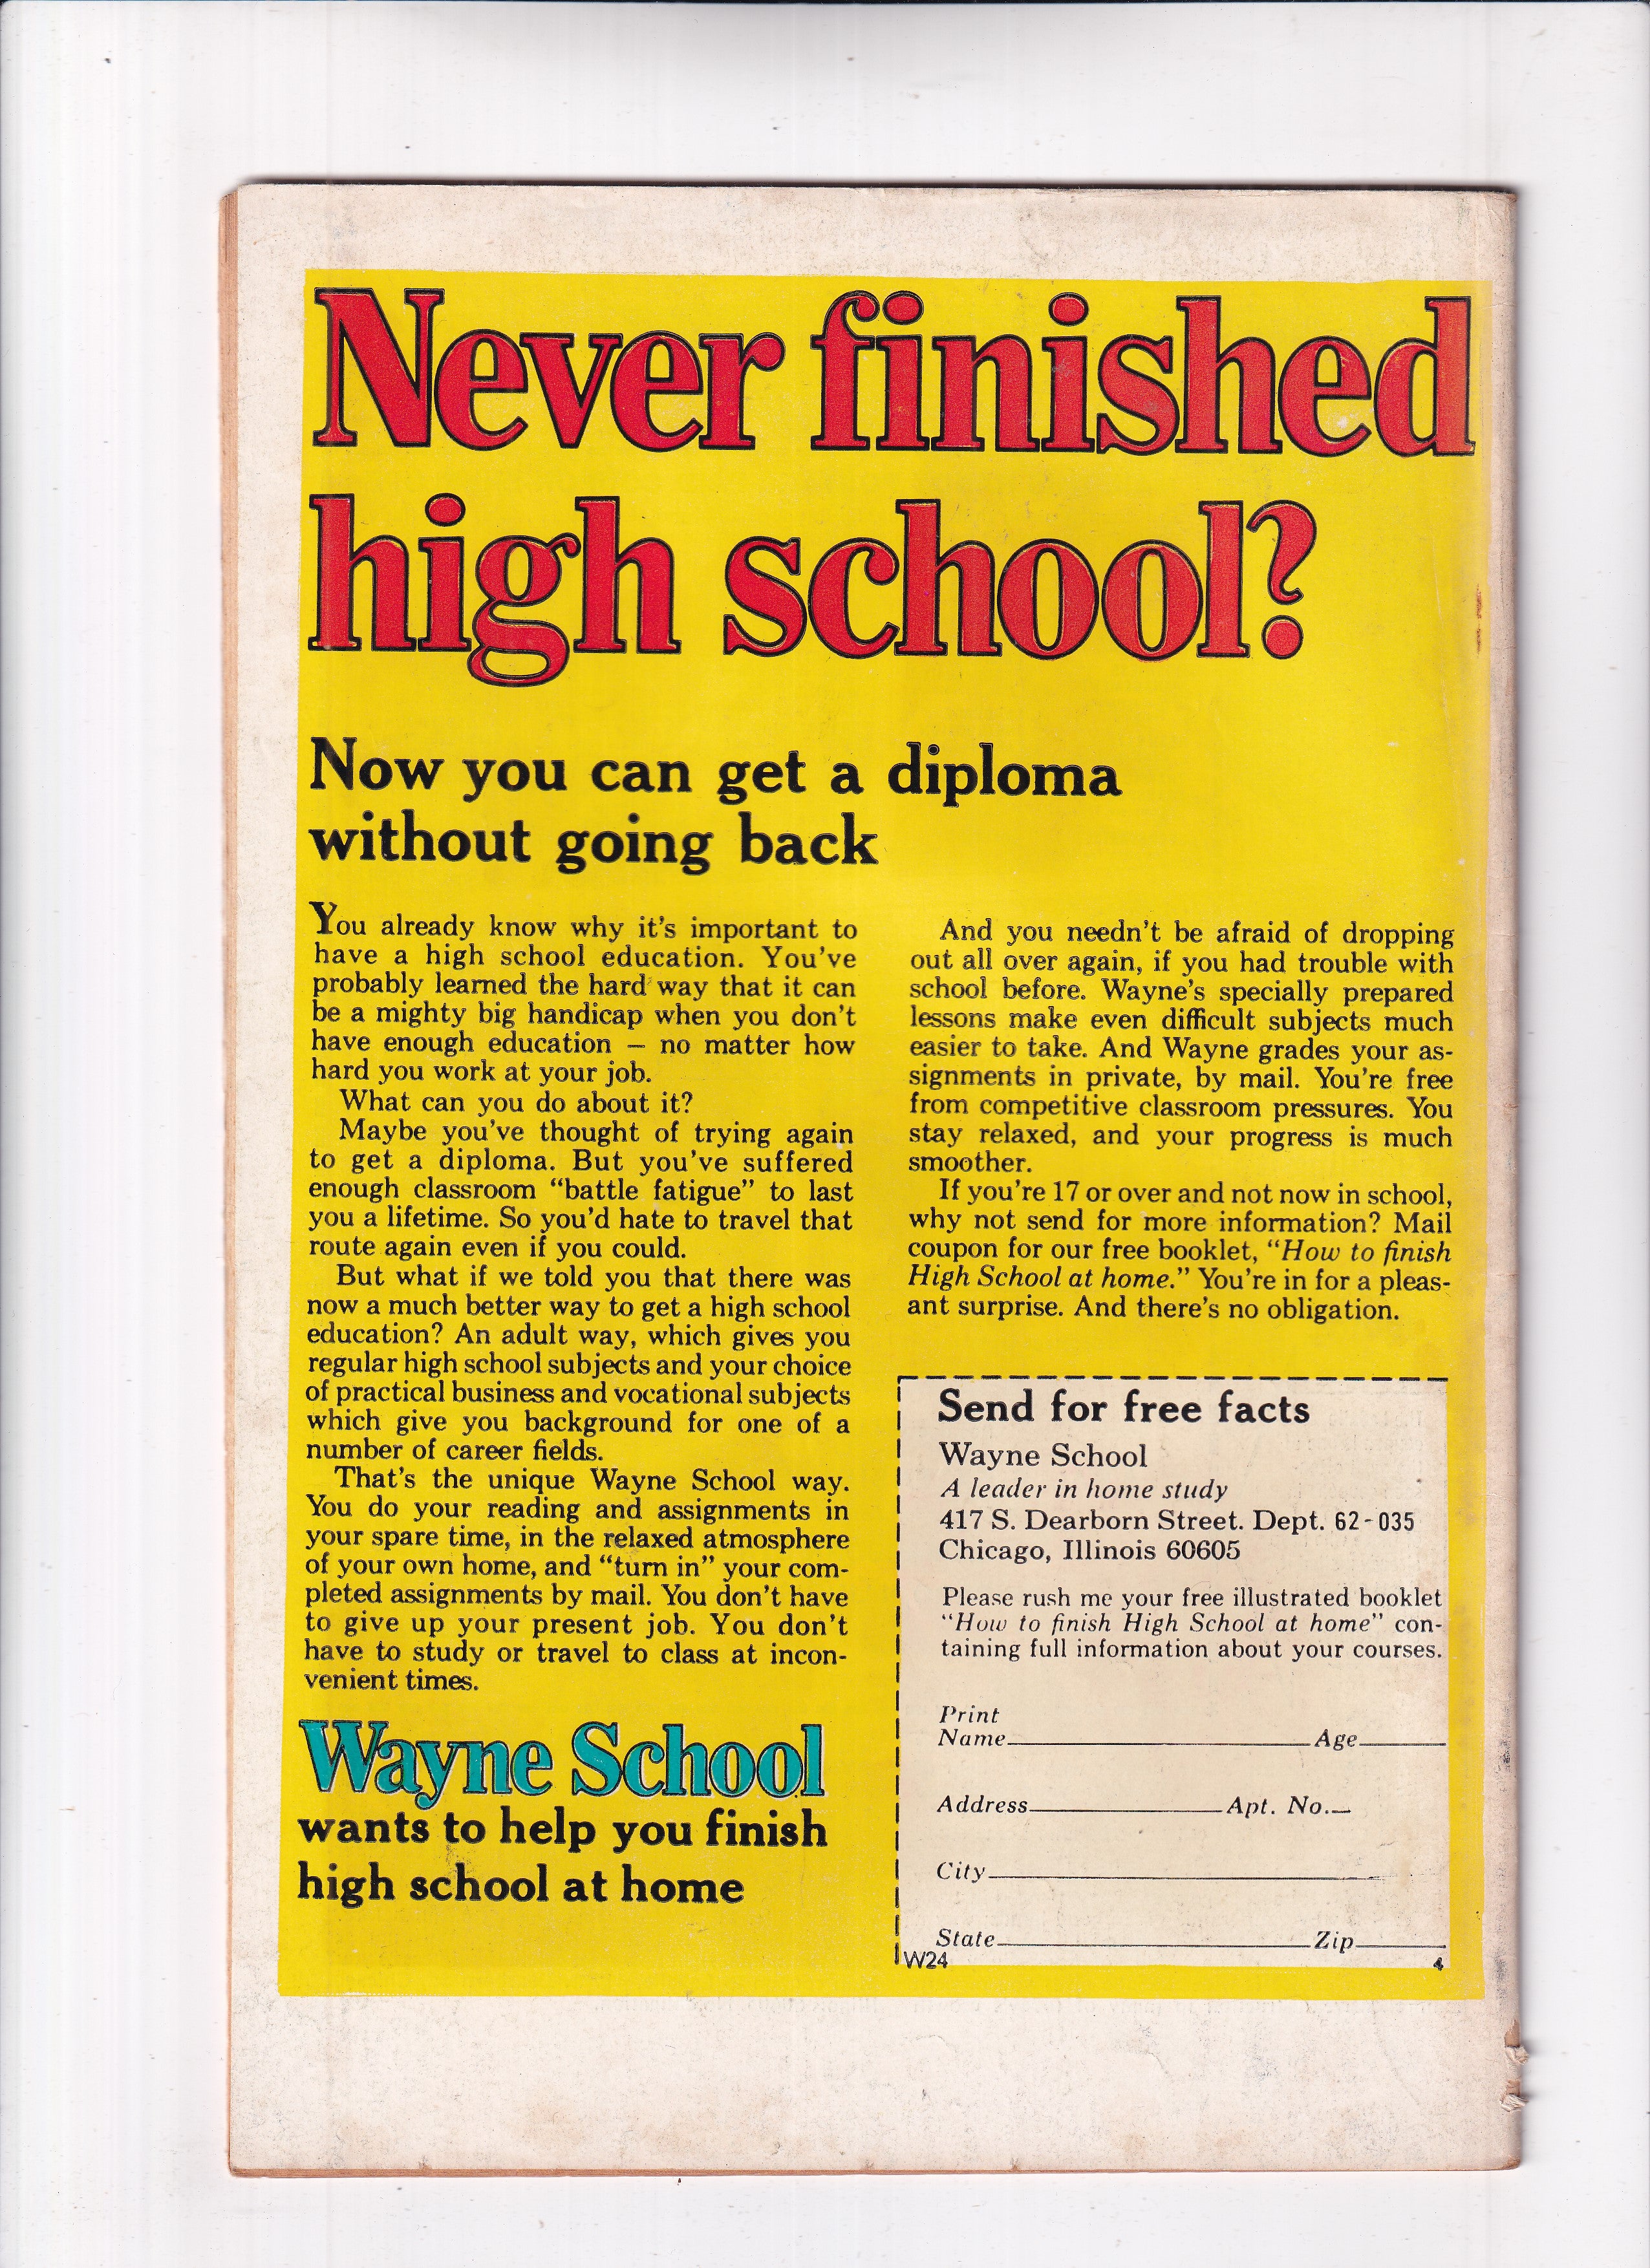 Never finished
high school?
Now you can get a diploma
without going back
You already know why it's important to
have a high school education. You've
probably learned the hard way that it can
be a mighty big handicap when you don't
have enough education – no matter how
hard you work at your job.
What can you do about it?
Maybe you've thought of trying again
to get a diploma. But you've suffered
enough classroom “battle fatigue” to last
you a lifetime. So you'd hate to travel that
route again even if you could.
But what if we told you that there was
now a much better way to get a high school
education? An adult way, which gives you
regular high school subjects and your choice
of practical business and vocational subjects
which give you background for one of a
number of career fields.
That's the unique Wayne School way.
You do your reading and assignments in
your spare time, in the relaxed atmosphere
of your own home, and “turn in” your com-
pleted assignments by mail. You don't have
to give up your present job. You don't
have to study or travel to class at incon-
venient times.
Wayne School
wants to help you finish
high school at home
And you needn't be afraid of dropping
out all over again, if you had trouble with
school before. Wayne's specially prepared
lessons make even difficult subjects much
easier to take. And Wayne grades your as-
signments in private, by mail. You're free
from competitive classroom pressures. You
stay relaxed, and your progress is much
smoother.
If you're 17 or over and not now in school,
why not send for more information? Mail
coupon for our free booklet, “How to finish
High School at home.” You're in for a pleas-
ant surprise. And there's no obligation.
Send for free facts
Wayne School
A leader in home study
417 S. Dearborn Street. Dept. 62-035
Chicago, Illinois 60605
Please rush me your free illustrated booklet
“How to finish High School at home” con-
taining full information about your courses.
Print
Name Age
Address Apt. No.
City
State Zip
W24 4